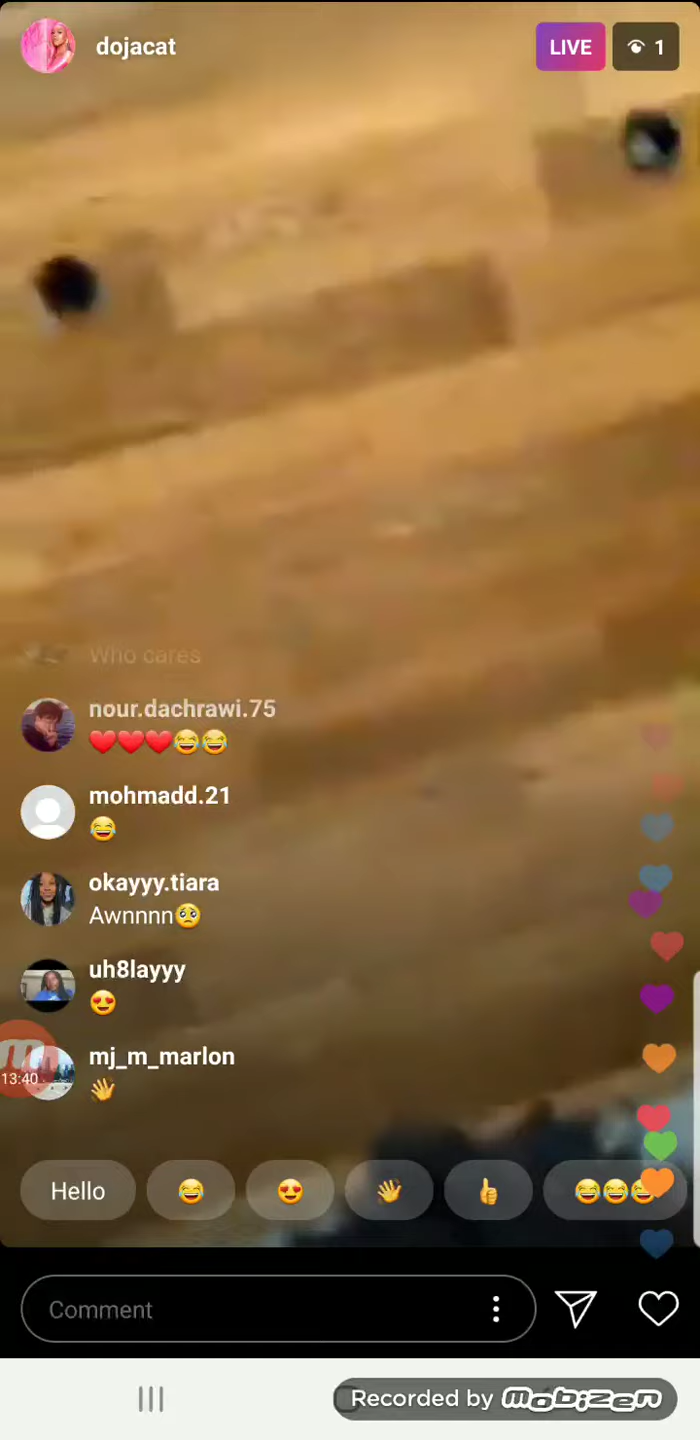 dojacat
LIVE
1
Who cares
nour.dachrawi.75
❤️❤️❤️😂😂
mohmadd.21
😂
okayyy.tiara
Awnnnn🥺
uh8layyy
😍
mj_m_marlon
👋
13:40
Hello 😂 😍 👋 👍 😂😂😂
Comment
Recorded by mobizen